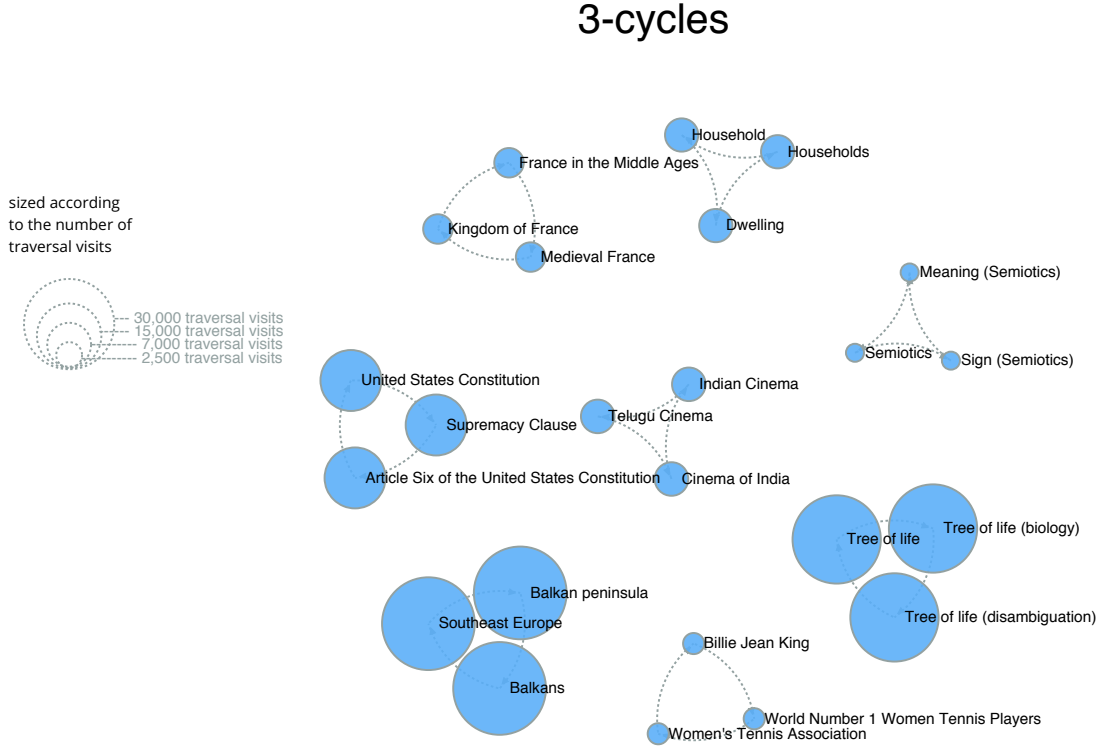 3-cycles
Household
Households
France in the Middle Ages
Dwelling
Kingdom of France
Medieval France
sized according
to the number of
traversal visits
30,000 traversal visits
15,000 traversal visits
7,000 traversal visits
2,500 traversal visits
Meaning (Semiotics)
Semiotics
Sign (Semiotics)
United States Constitution
Supremacy Clause
Article Six of the United States Constitution
Indian Cinema
Telugu Cinema
Cinema of India
Tree of life
Tree of life (biology)
Tree of life (disambiguation)
Balkan peninsula
Southeast Europe
Balkans
Billie Jean King
World Number 1 Women Tennis Players
Women's Tennis Association